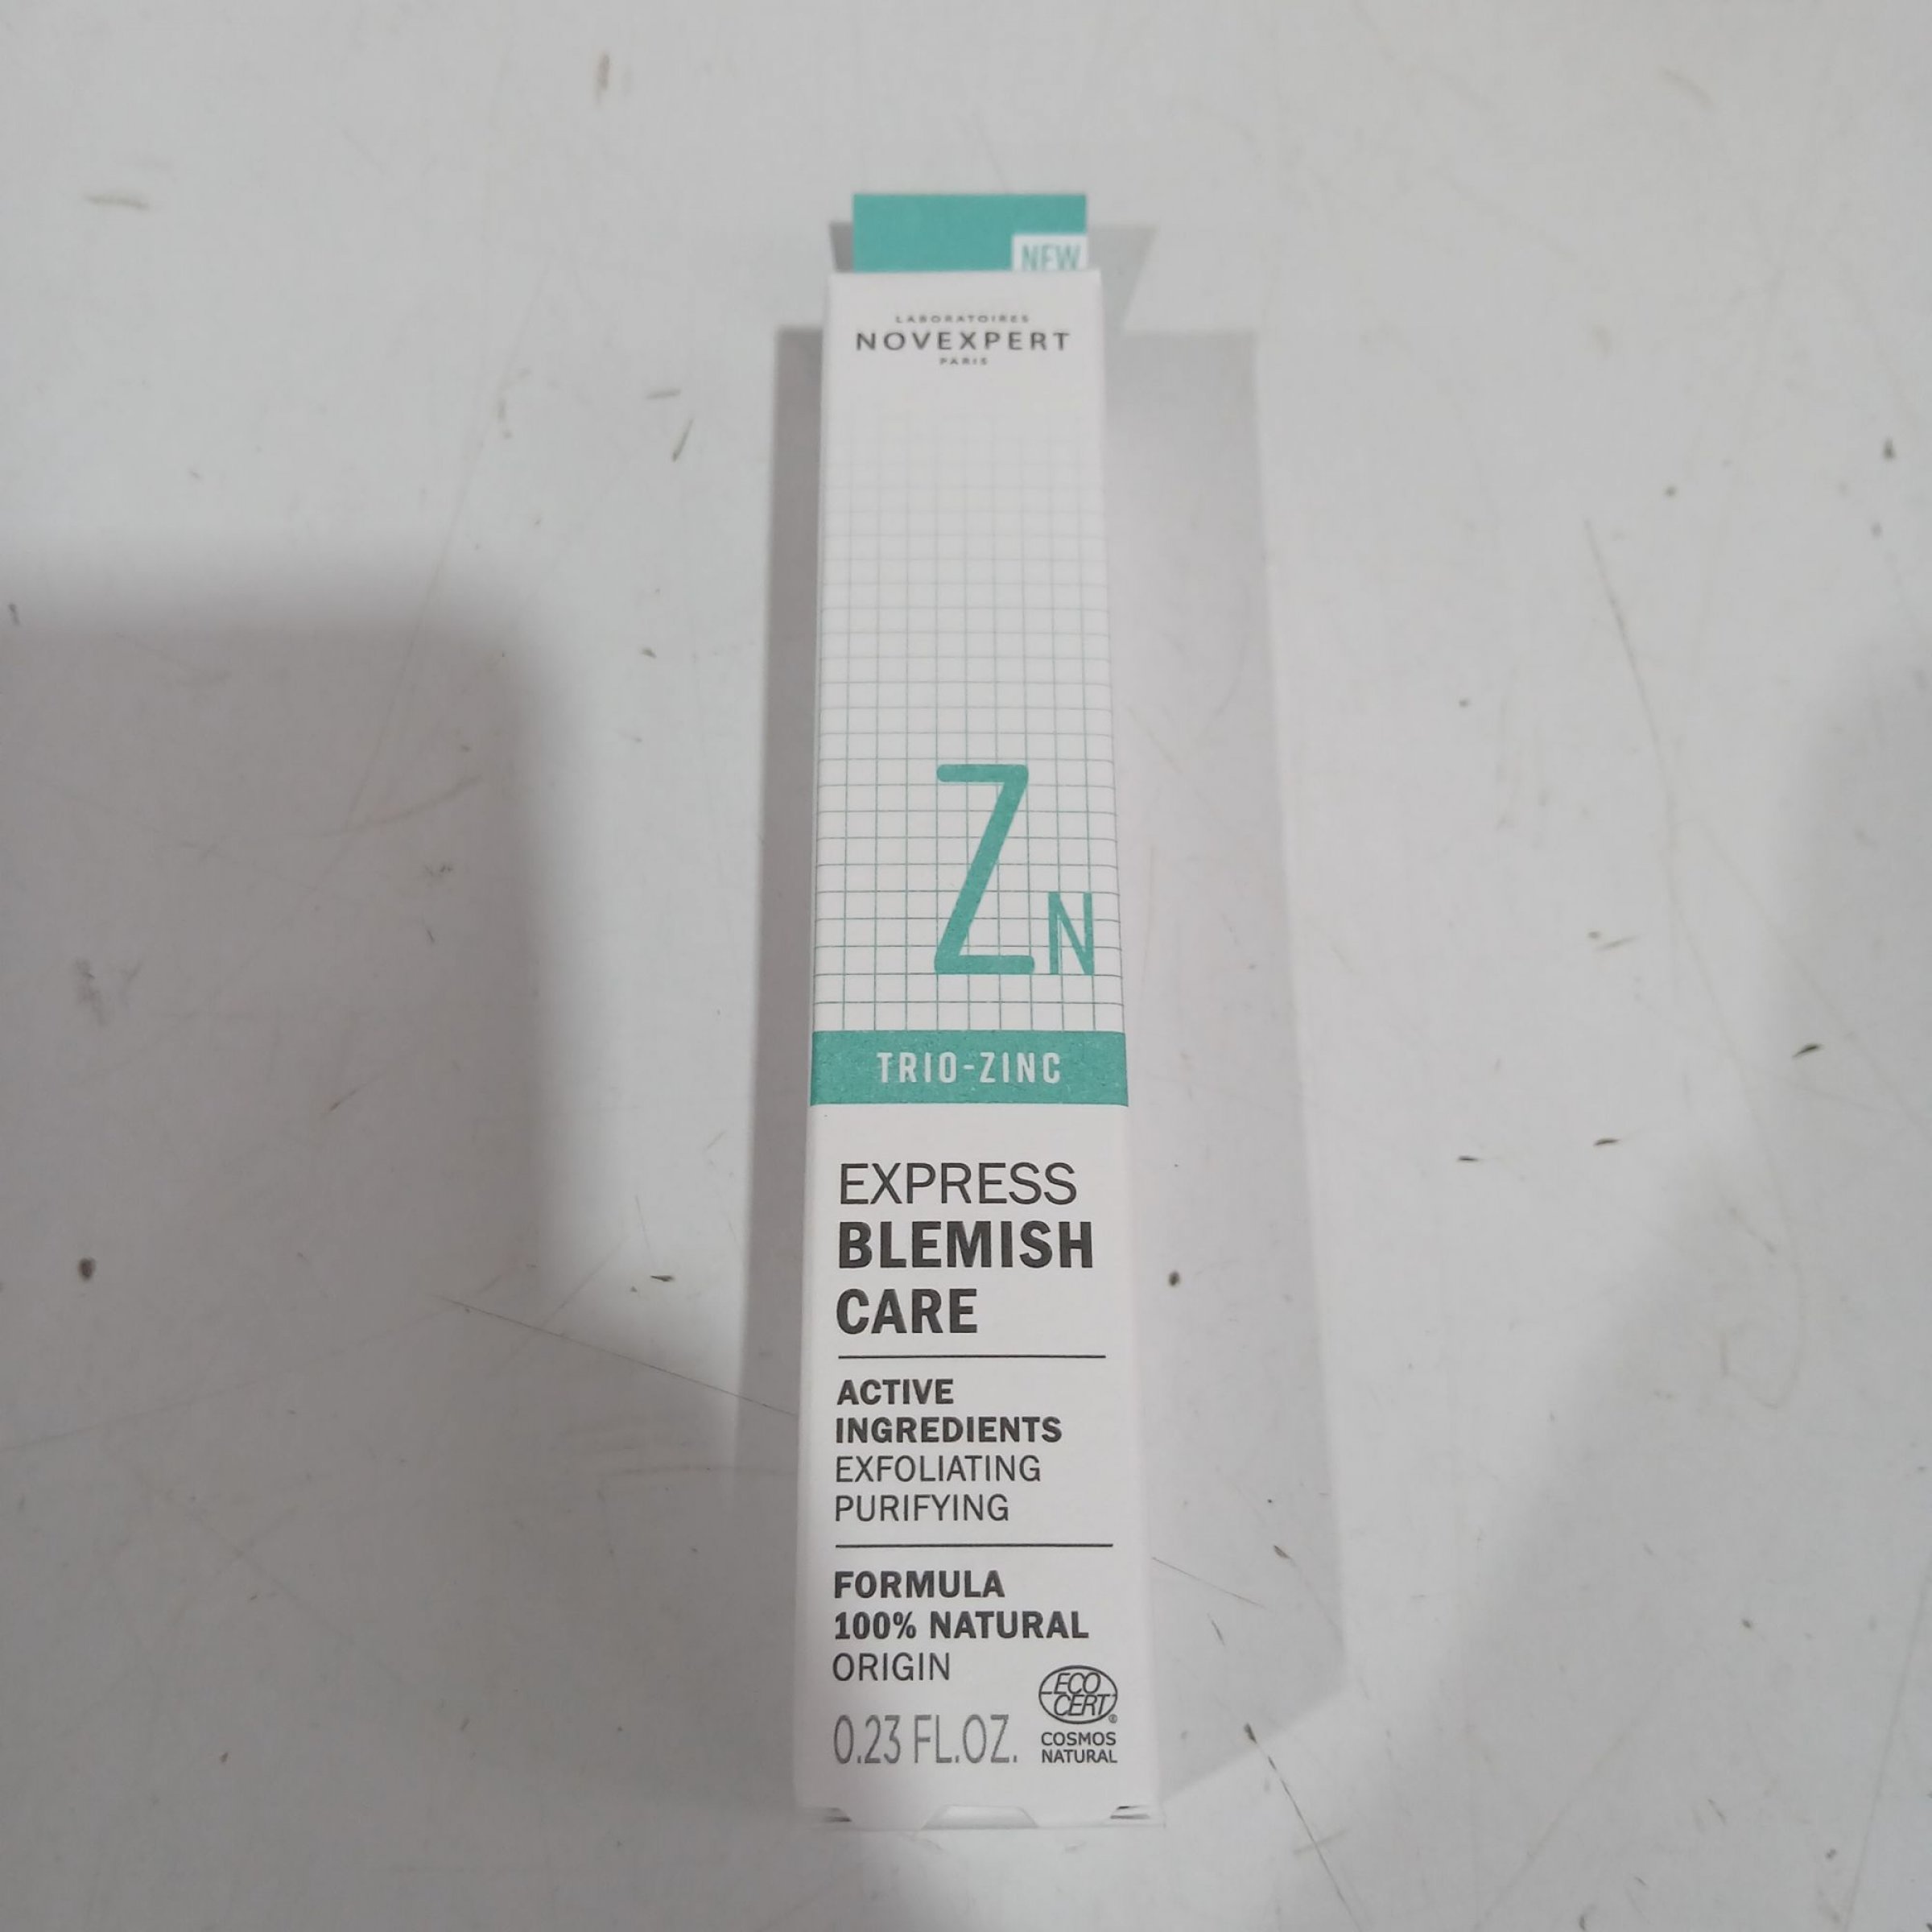 NEW
LABORATOIRES
NOVEXPERT
PARIS
ZN
TRIO-ZINC
EXPRESS
BLEMISH
CARE
ACTIVE
INGREDIENTS
EXFOLIATING
PURIFYING
FORMULA
100% NATURAL
ORIGIN
0.23 FL.OZ.
ECO
CERT®
COSMOS
NATURAL